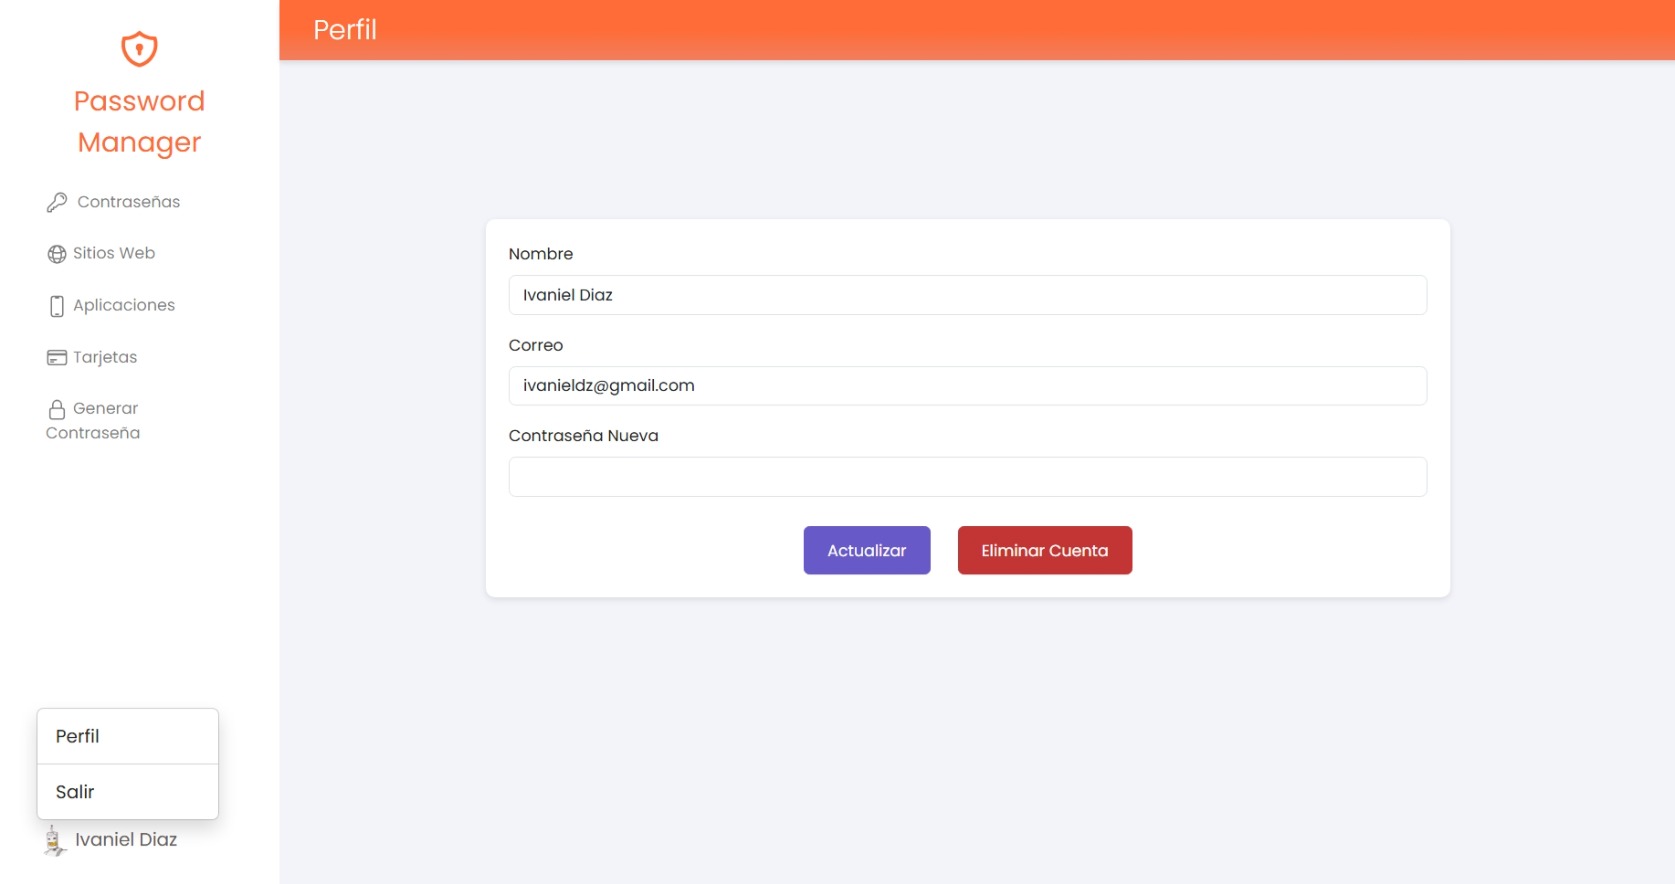 Password
Manager
Contraseñas
Sitios Web
Aplicaciones
Tarjetas
Generar
Contraseña
Perfil
Salir
Ivaniel Diaz
Perfil
Nombre
Ivaniel Diaz
Correo
ivanieldz@gmail.com
Contraseña Nueva
Actualizar
Eliminar Cuenta